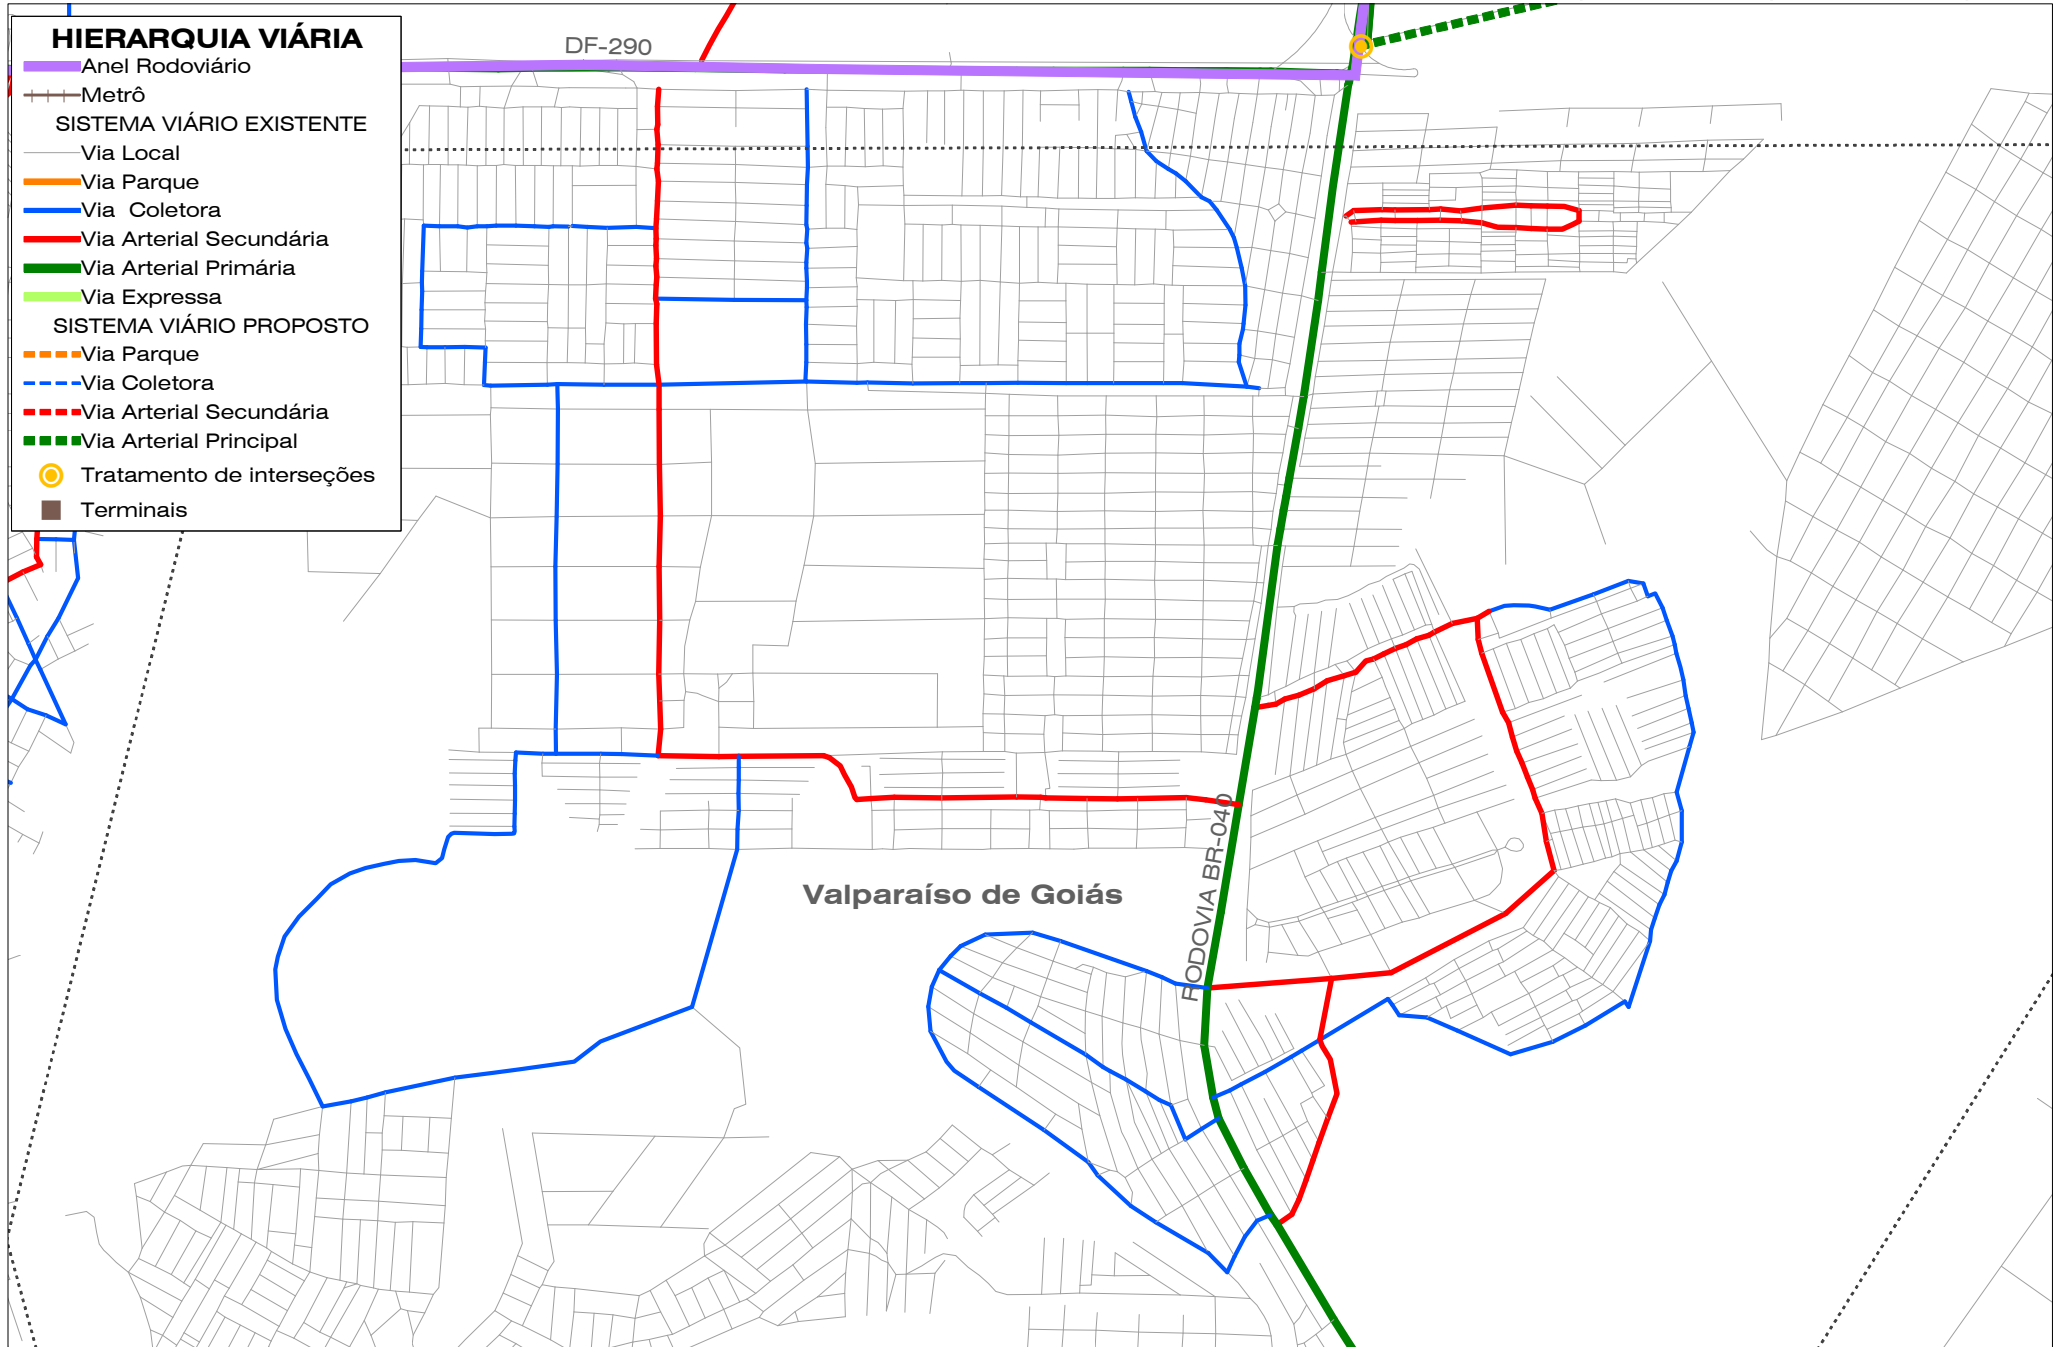 HIERARQUIA VIÁRIA
Anel Rodoviário
Metrô
SISTEMA VIÁRIO EXISTENTE
Via Local
Via Parque
Via  Coletora
Via Arterial Secundária
Via Arterial Primária
Via Expressa
SISTEMA VIÁRIO PROPOSTO
Via Parque
Via Coletora
Via Arterial Secundária
Via Arterial Principal
Tratamento de interseções
Terminais
DF-290
RODOVIA BR-040
Valparaíso de Goiás